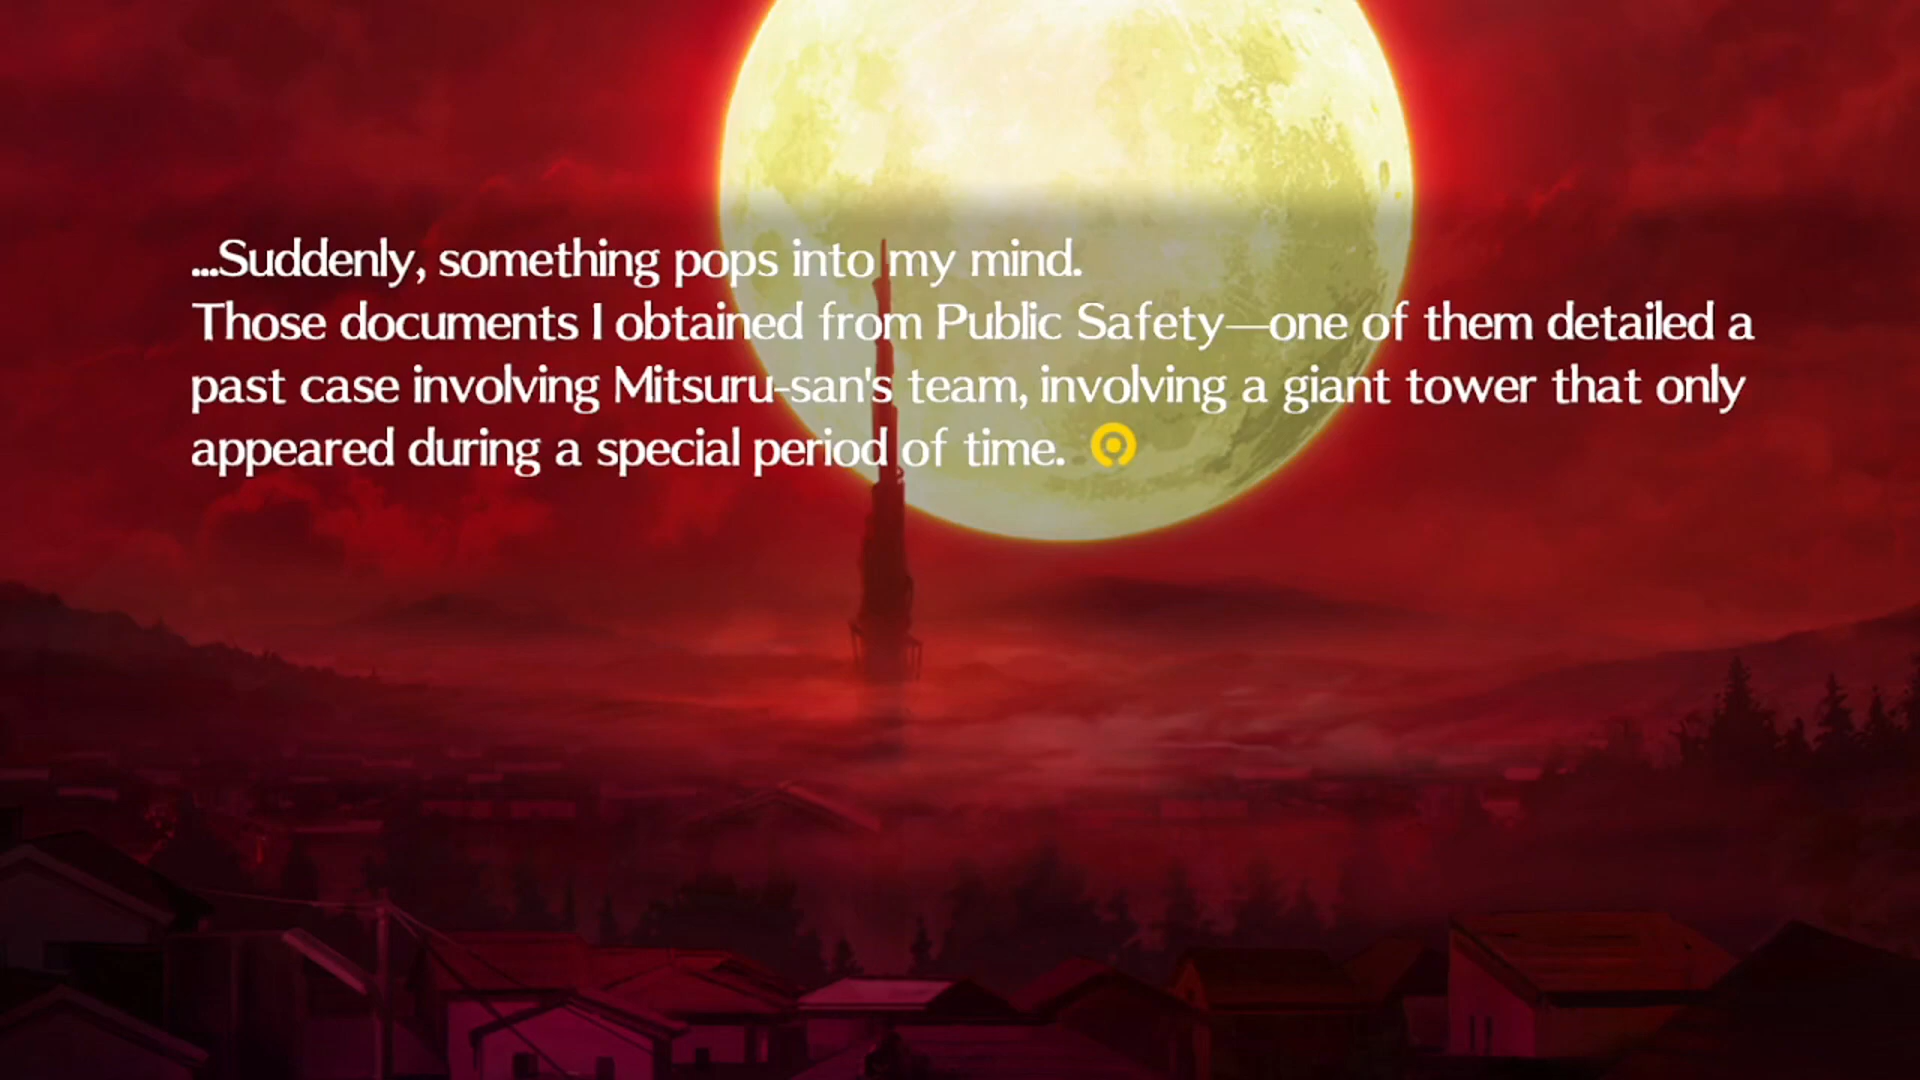 ...Suddenly, something pops into my mind.
Those documents I obtained from Public Safety—one of them detailed a
past case involving Mitsuru-san's team, involving a giant tower that only
appeared during a special period of time.